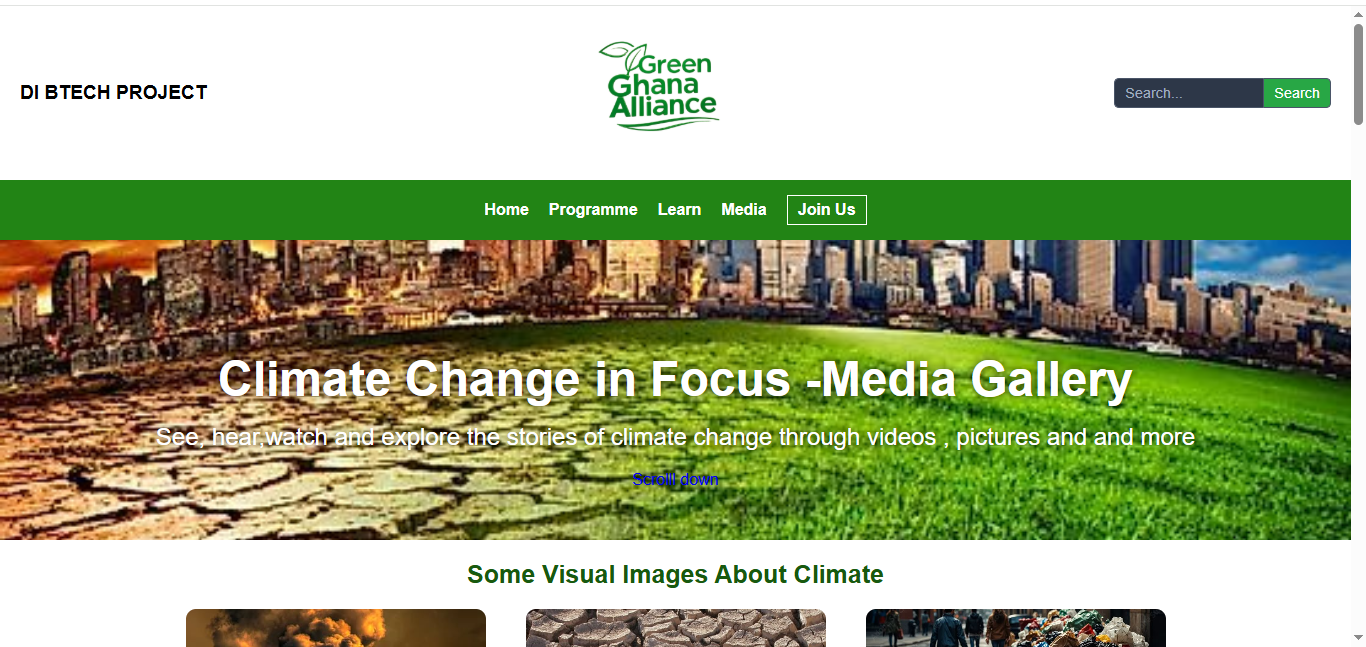 DI BTECH PROJECT
Green
Ghana
Alliance
Search...
Search
Home
Programme
Learn
Media
Join Us
Climate Change in Focus -Media Gallery
See, hear,watch and explore the stories of climate change through videos , pictures and and more
Scrolll down
Some Visual Images About Climate